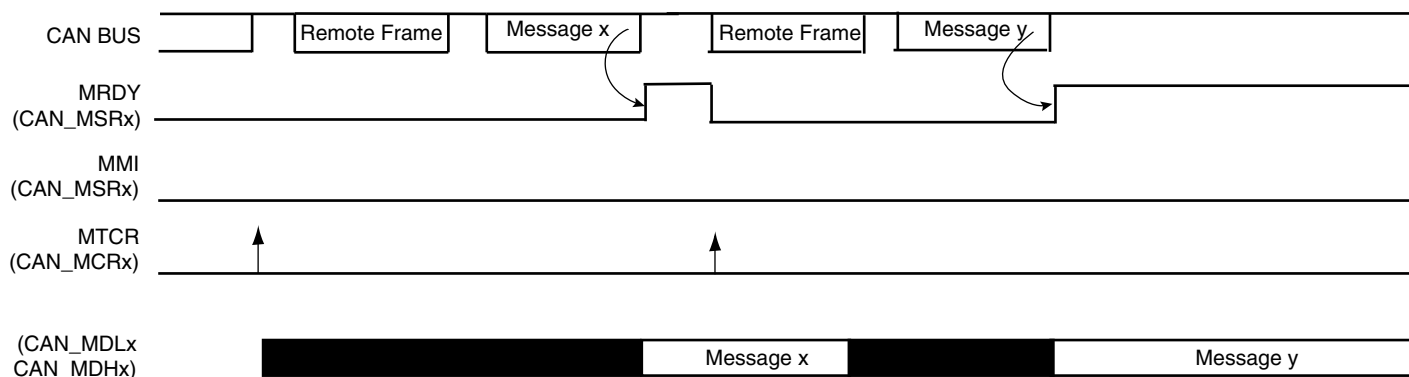 CAN BUS
Remote Frame
Message x
Remote Frame
Message y
MRDY
(CAN_MSRx)
MMI
(CAN_MSRx)
MTCR
(CAN_MCRx)
(CAN_MDLx
CAN_MDHx)
Message x
Message y